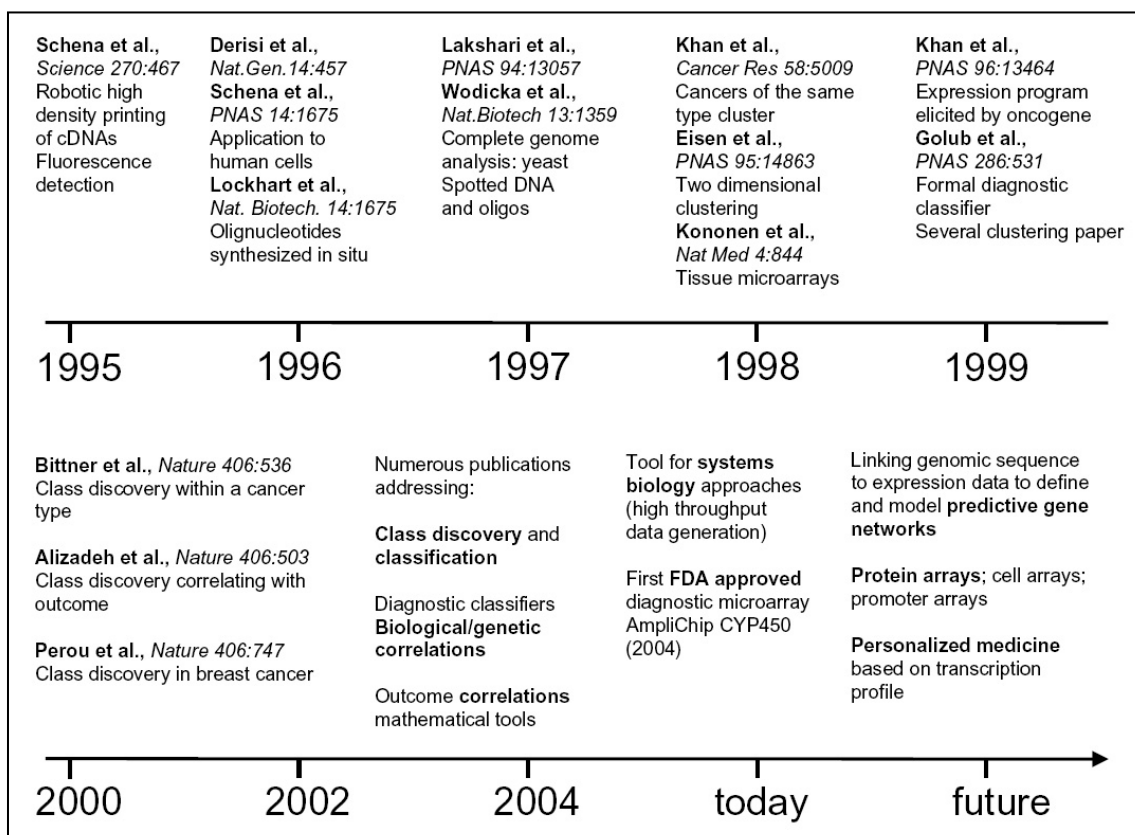 Schena et al.,
Science 270:467
Robotic high
density printing
of cDNAs
Fluorescence
detection
Derisi et al.,
Nat.Gen.14:457
Schena et al.,
PNAS 14:1675
Application to
human cells
Lockhart et al.,
Nat. Biotech. 14:1675
Olignucleotides
synthesized in situ
Lakshari et al.,
PNAS 94:13057
Wodicka et al.,
Nat.Biotech 13:1359
Complete genome
analysis: yeast
Spotted DNA
and oligos
Khan et al.,
Cancer Res 58:5009
Cancers of the same
type cluster
Eisen et al.,
PNAS 95:14863
Two dimensional
clustering
Kononen et al.,
Nat Med 4:844
Tissue microarrays
Khan et al.,
PNAS 96:13464
Expression program
elicited by oncogene
Golub et al.,
PNAS 286:531
Formal diagnostic
classifier
Several clustering paper
1995 1996 1997 1998 1999
Bittner et al., Nature 406:536
Class discovery within a cancer
type
Alizadeh et al., Nature 406:503
Class discovery correlating with
outcome
Perou et al., Nature 406:747
Class discovery in breast cancer
Numerous publications
addressing:
Class discovery and
classification
Diagnostic classifiers
Biological/genetic
correlations
Outcome correlations
mathematical tools
Tool for systems
biology approaches
(high throughput
data generation)
First FDA approved
diagnostic microarray
AmpliChip CYP450
(2004)
Linking genomic sequence
to expression data to define
and model predictive gene
networks
Protein arrays; cell arrays;
promoter arrays
Personalized medicine
based on transcription
profile
2000 2002 2004 today future